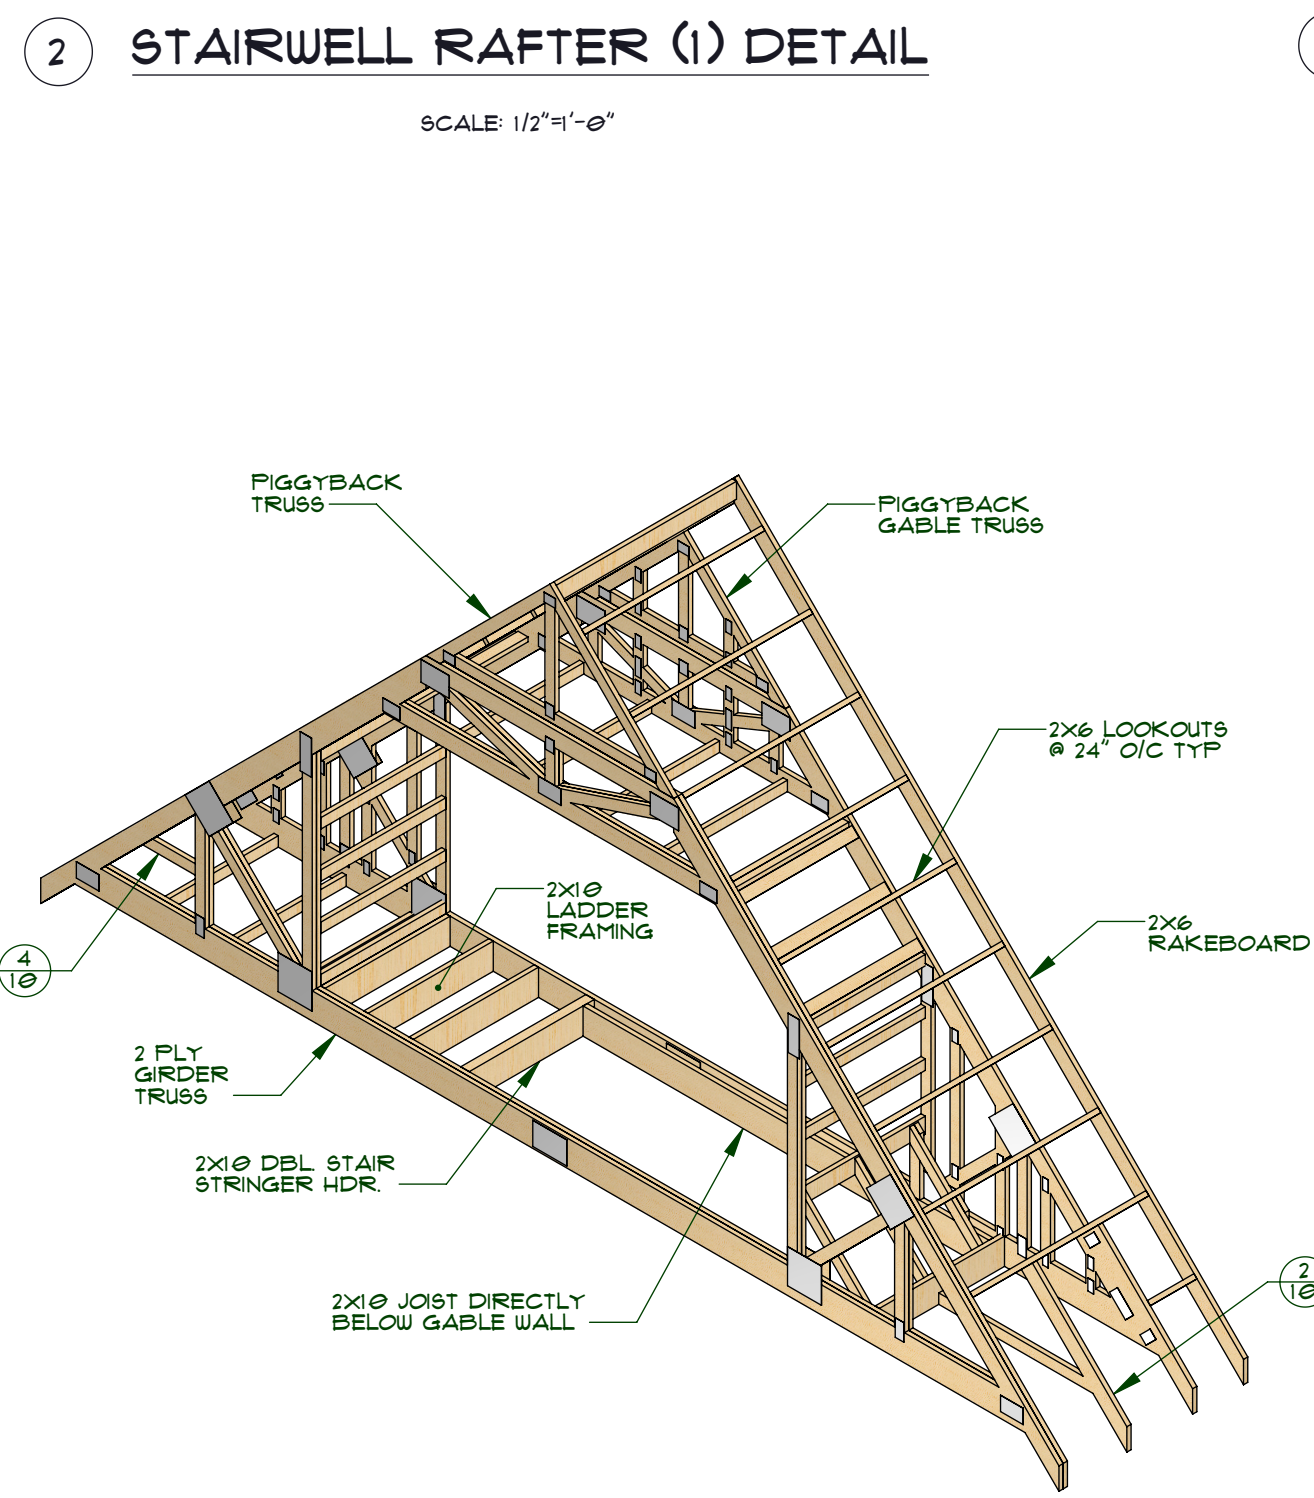 2
STAIRWELL RAFTER (1) DETAIL
SCALE: 1/2"=1'-0"
PIGGYBACK
TRUSS
PIGGYBACK
GABLE TRUSS
2X6 LOOKOUTS
@ 24" O/C TYP
2X10
LADDER
FRAMING
2X6
RAKEBOARD
4
10
2 PLY
GIRDER
TRUSS
2X10 DBL. STAIR
STRINGER HDR.
2X10 JOIST DIRECTLY
BELOW GABLE WALL
2
10